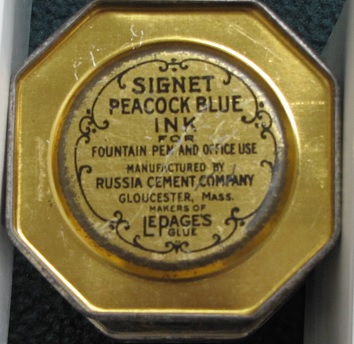 SIGNET
PEACOCK BLUE
INK
FOR
FOUNTAIN PEN AND OFFICE USE
MANUFACTURED BY
RUSSIA CEMENT COMPANY
GLOUCESTER, MASS.
MAKERS OF
LEPAGE'S
GLUE